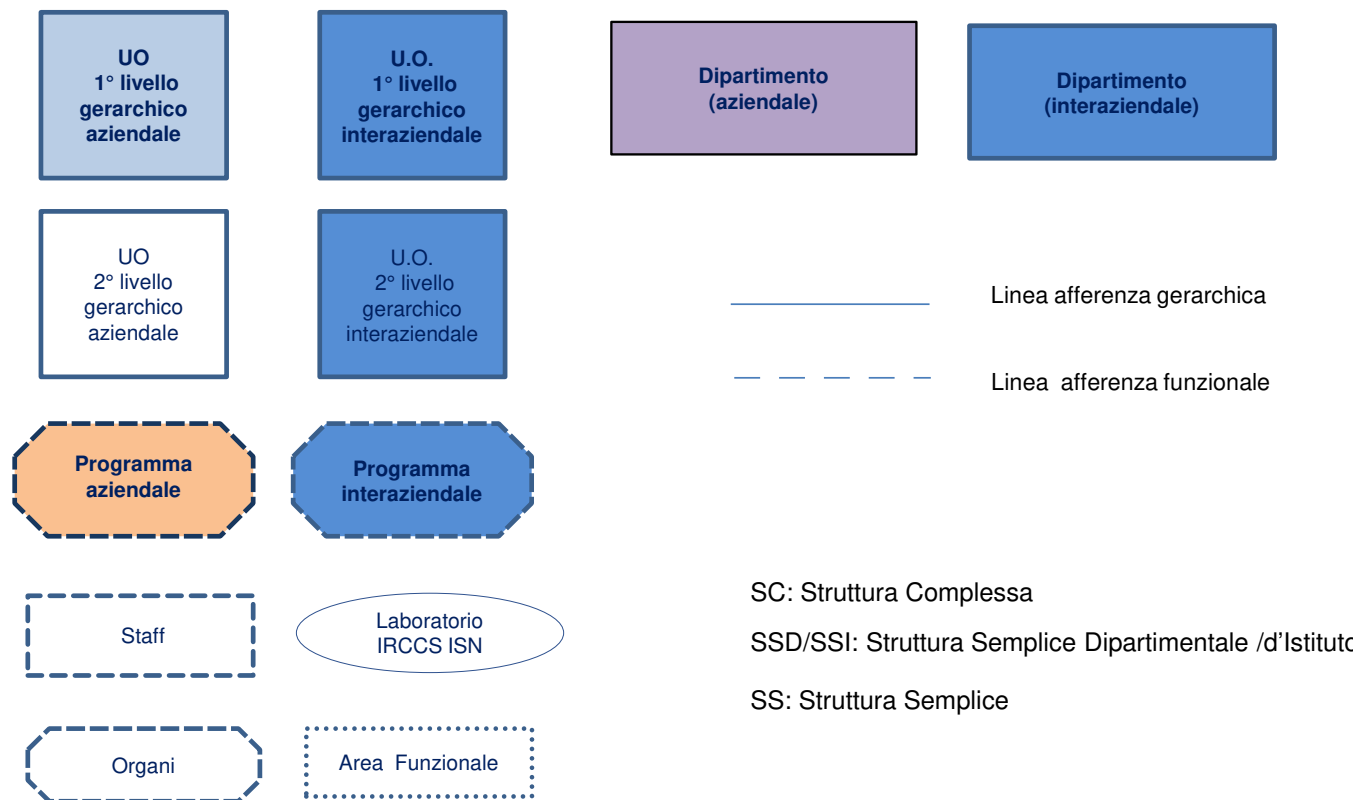 UO
1° livello
gerarchico
aziendale
U.O.
1° livello
gerarchico
interaziendale
Dipartimento
(aziendale)
Dipartimento
(interaziendale)
UO
2° livello
gerarchico
aziendale
U.O.
2° livello
gerarchico
interaziendale
Linea afferenza gerarchica
Linea afferenza funzionale
Programma
aziendale
Programma
interaziendale
Staff
Laboratorio
IRCCS ISN
SC: Struttura Complessa
SSD/SSI: Struttura Semplice Dipartimentale /d'Istituto
SS: Struttura Semplice
Organi
Area Funzionale